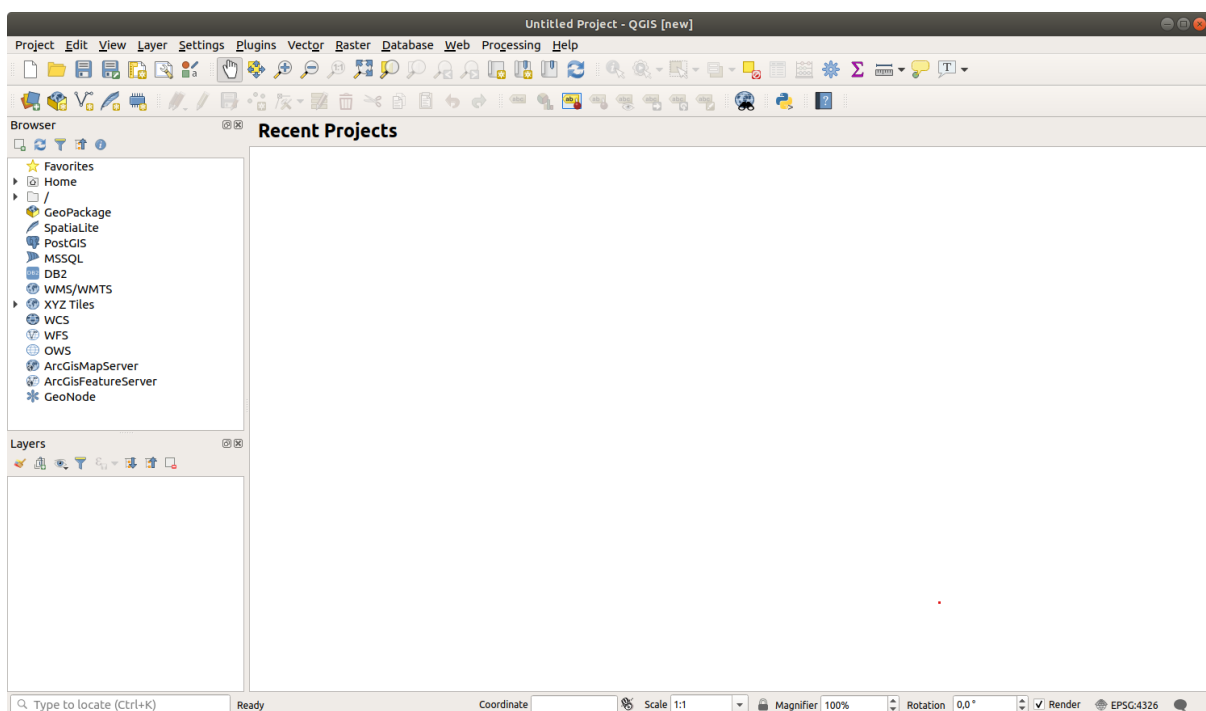 Untitled Project - QGIS [new]
Project Edit View Layer Settings Plugins Vector Raster Database Web Processing Help
Browser
Recent Projects
Favorites
Home
/
GeoPackage
SpatiaLite
PostGIS
MSSQL
DB2
WMS/WMTS
XYZ Tiles
WCS
WFS
OWS
ArcGisMapServer
ArcGisFeatureServer
GeoNode
Layers
Type to locate (Ctrl+K) Ready Coordinate Scale 1:1 Magnifier 100% Rotation 0,0 ° Render EPSG:4326